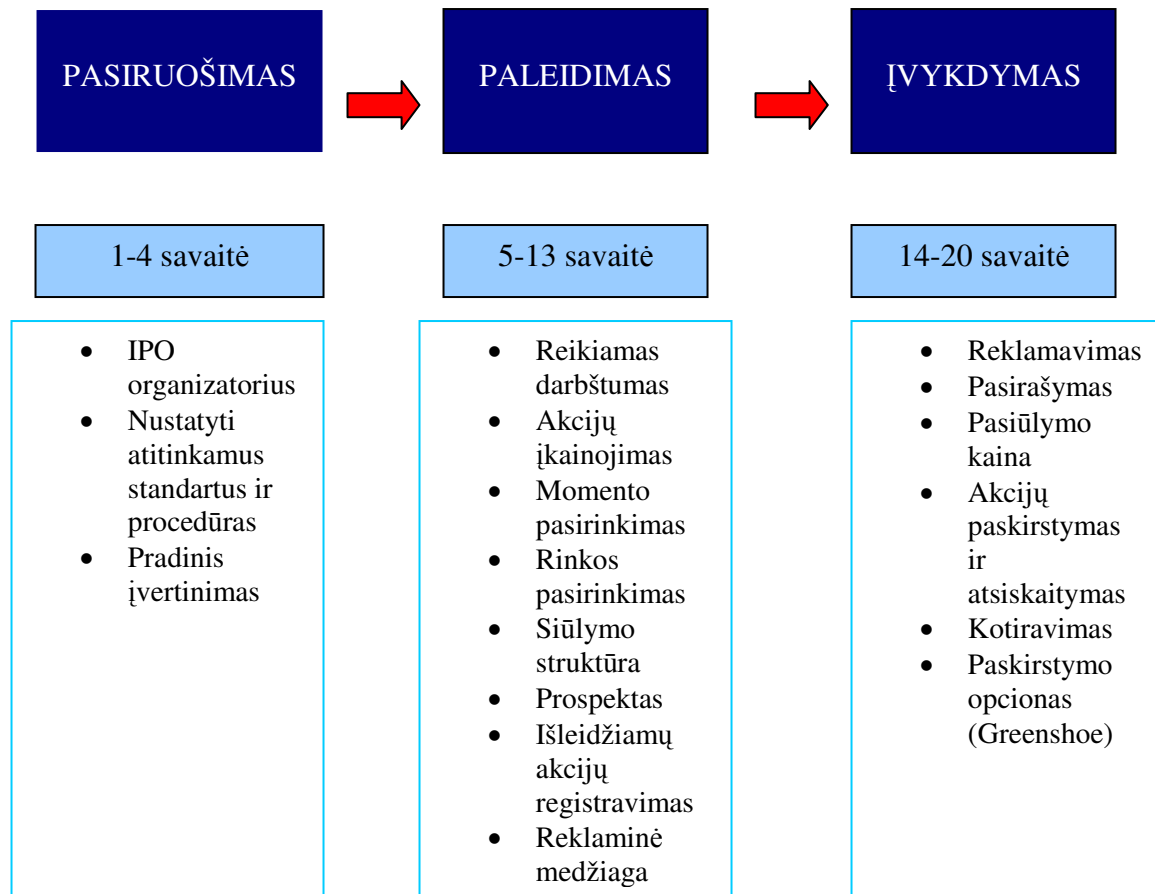 PASIRUOŠIMAS
PALEIDIMAS
ĮVYKDYMAS
1-4 savaitė
5-13 savaitė
14-20 savaitė
• IPO
organizatorius
• Nustatyti
atitinkamus
standartus ir
procedūras
• Pradinis
įvertinimas
• Reikiamas
darbštumas
• Akcijų
įkainojimas
• Momento
pasirinkimas
• Rinkos
pasirinkimas
• Siūlymo
struktūra
• Prospektas
• Išleidžiamų
akcijų
registravimas
• Reklaminė
medžiaga
• Reklamavimas
• Pasirašymas
• Pasiūlymo
kaina
• Akcijų
paskirstymas
ir
atsiskaitymas
• Kotiravimas
• Paskirstymo
opcionas
(Greenshoe)